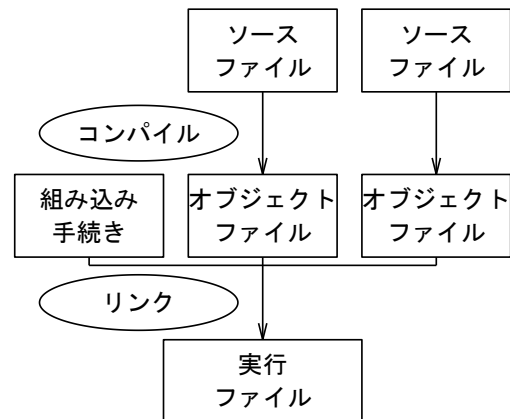 ソース
ファイル
ソース
ファイル
コンパイル
組み込み
手続き
オブジェクト
ファイル
オブジェクト
ファイル
リンク
実行
ファイル